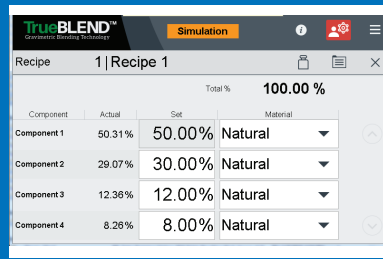 TrueBLEND™
Gravimetric Blending Technology
Simulation
Recipe 1 | Recipe 1
Total % 100.00 %
Component Actual Set Material
Component 1 50.31% 50.00% Natural
Component 2 29.07% 30.00% Natural
Component 3 12.36% 12.00% Natural
Component 4 8.26% 8.00% Natural